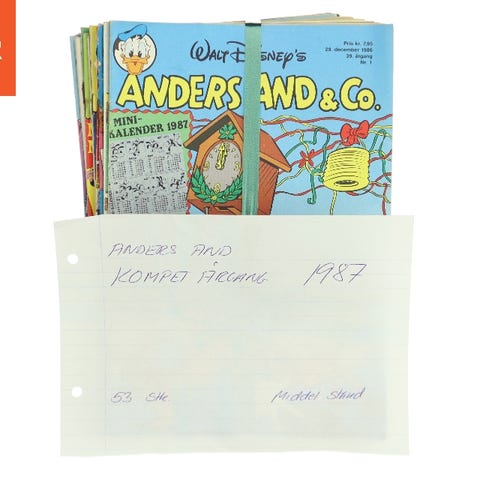 WALT DISNEY'S
Pris kr. 7,95
29. december 1986
39. årgang
Nr. 1
ANDERS AND & Co.
MINI-
KALENDER 1987
ANDERS AND
KOMPET ÅRGANG 1987
53 Stk
Middel Stand